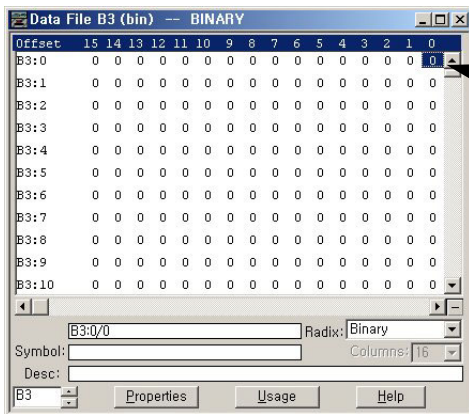 Data File B3 (bin) -- BINARY
Offset 15 14 13 12 11 10 9 8 7 6 5 4 3 2 1 0
B3:0 0 0 0 0 0 0 0 0 0 0 0 0 0 0 0 0
B3:1 0 0 0 0 0 0 0 0 0 0 0 0 0 0 0 0
B3:2 0 0 0 0 0 0 0 0 0 0 0 0 0 0 0 0
B3:3 0 0 0 0 0 0 0 0 0 0 0 0 0 0 0 0
B3:4 0 0 0 0 0 0 0 0 0 0 0 0 0 0 0 0
B3:5 0 0 0 0 0 0 0 0 0 0 0 0 0 0 0 0
B3:6 0 0 0 0 0 0 0 0 0 0 0 0 0 0 0 0
B3:7 0 0 0 0 0 0 0 0 0 0 0 0 0 0 0 0
B3:8 0 0 0 0 0 0 0 0 0 0 0 0 0 0 0 0
B3:9 0 0 0 0 0 0 0 0 0 0 0 0 0 0 0 0
B3:10 0 0 0 0 0 0 0 0 0 0 0 0 0 0 0 0
B3:0/0 Radix: Binary
Symbol: Columns: 16
Desc:
B3 Properties Usage Help